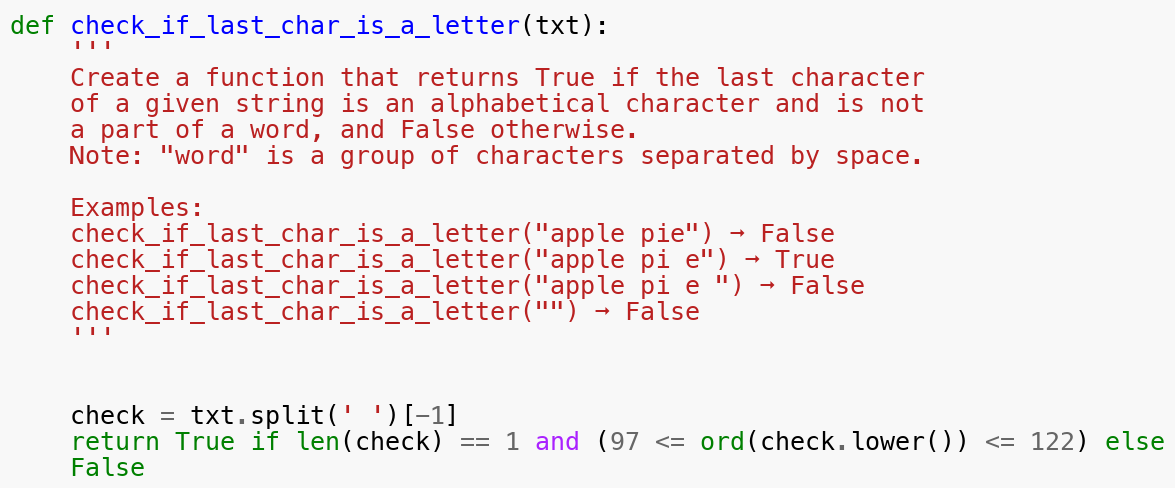 def check_if_last_char_is_a_letter(txt):
    '''
    Create a function that returns True if the last character
    of a given string is an alphabetical character and is not
    a part of a word, and False otherwise.
    Note: "word" is a group of characters separated by space.

    Examples:
    check_if_last_char_is_a_letter("apple pie") → False
    check_if_last_char_is_a_letter("apple pi e") → True
    check_if_last_char_is_a_letter("apple pi e ") → False
    check_if_last_char_is_a_letter("") → False
    '''


    check = txt.split(' ')[−1]
    return True if len(check) == 1 and (97 <= ord(check.lower()) <= 122) else
    False